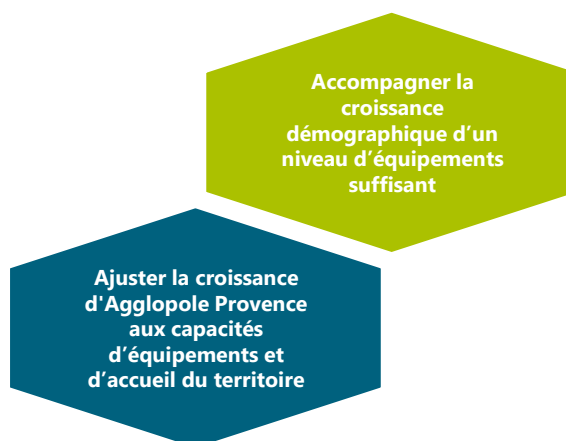 Accompagner la
croissance
démographique d’un
niveau d’équipements
suffisant
Ajuster la croissance
d'Agglopole Provence
aux capacités
d’équipements et
d’accueil du territoire